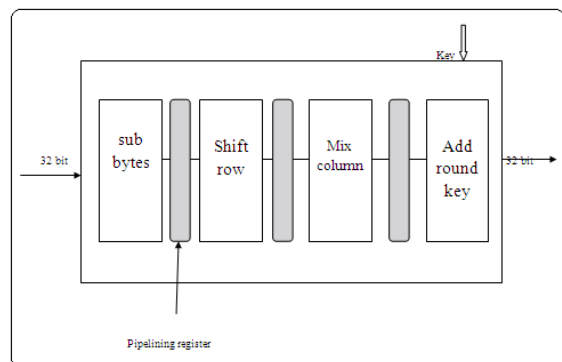 Key
32 bit
sub
bytes
Shift
row
Mix
column
Add
round
key
32 bit
Pipelining register